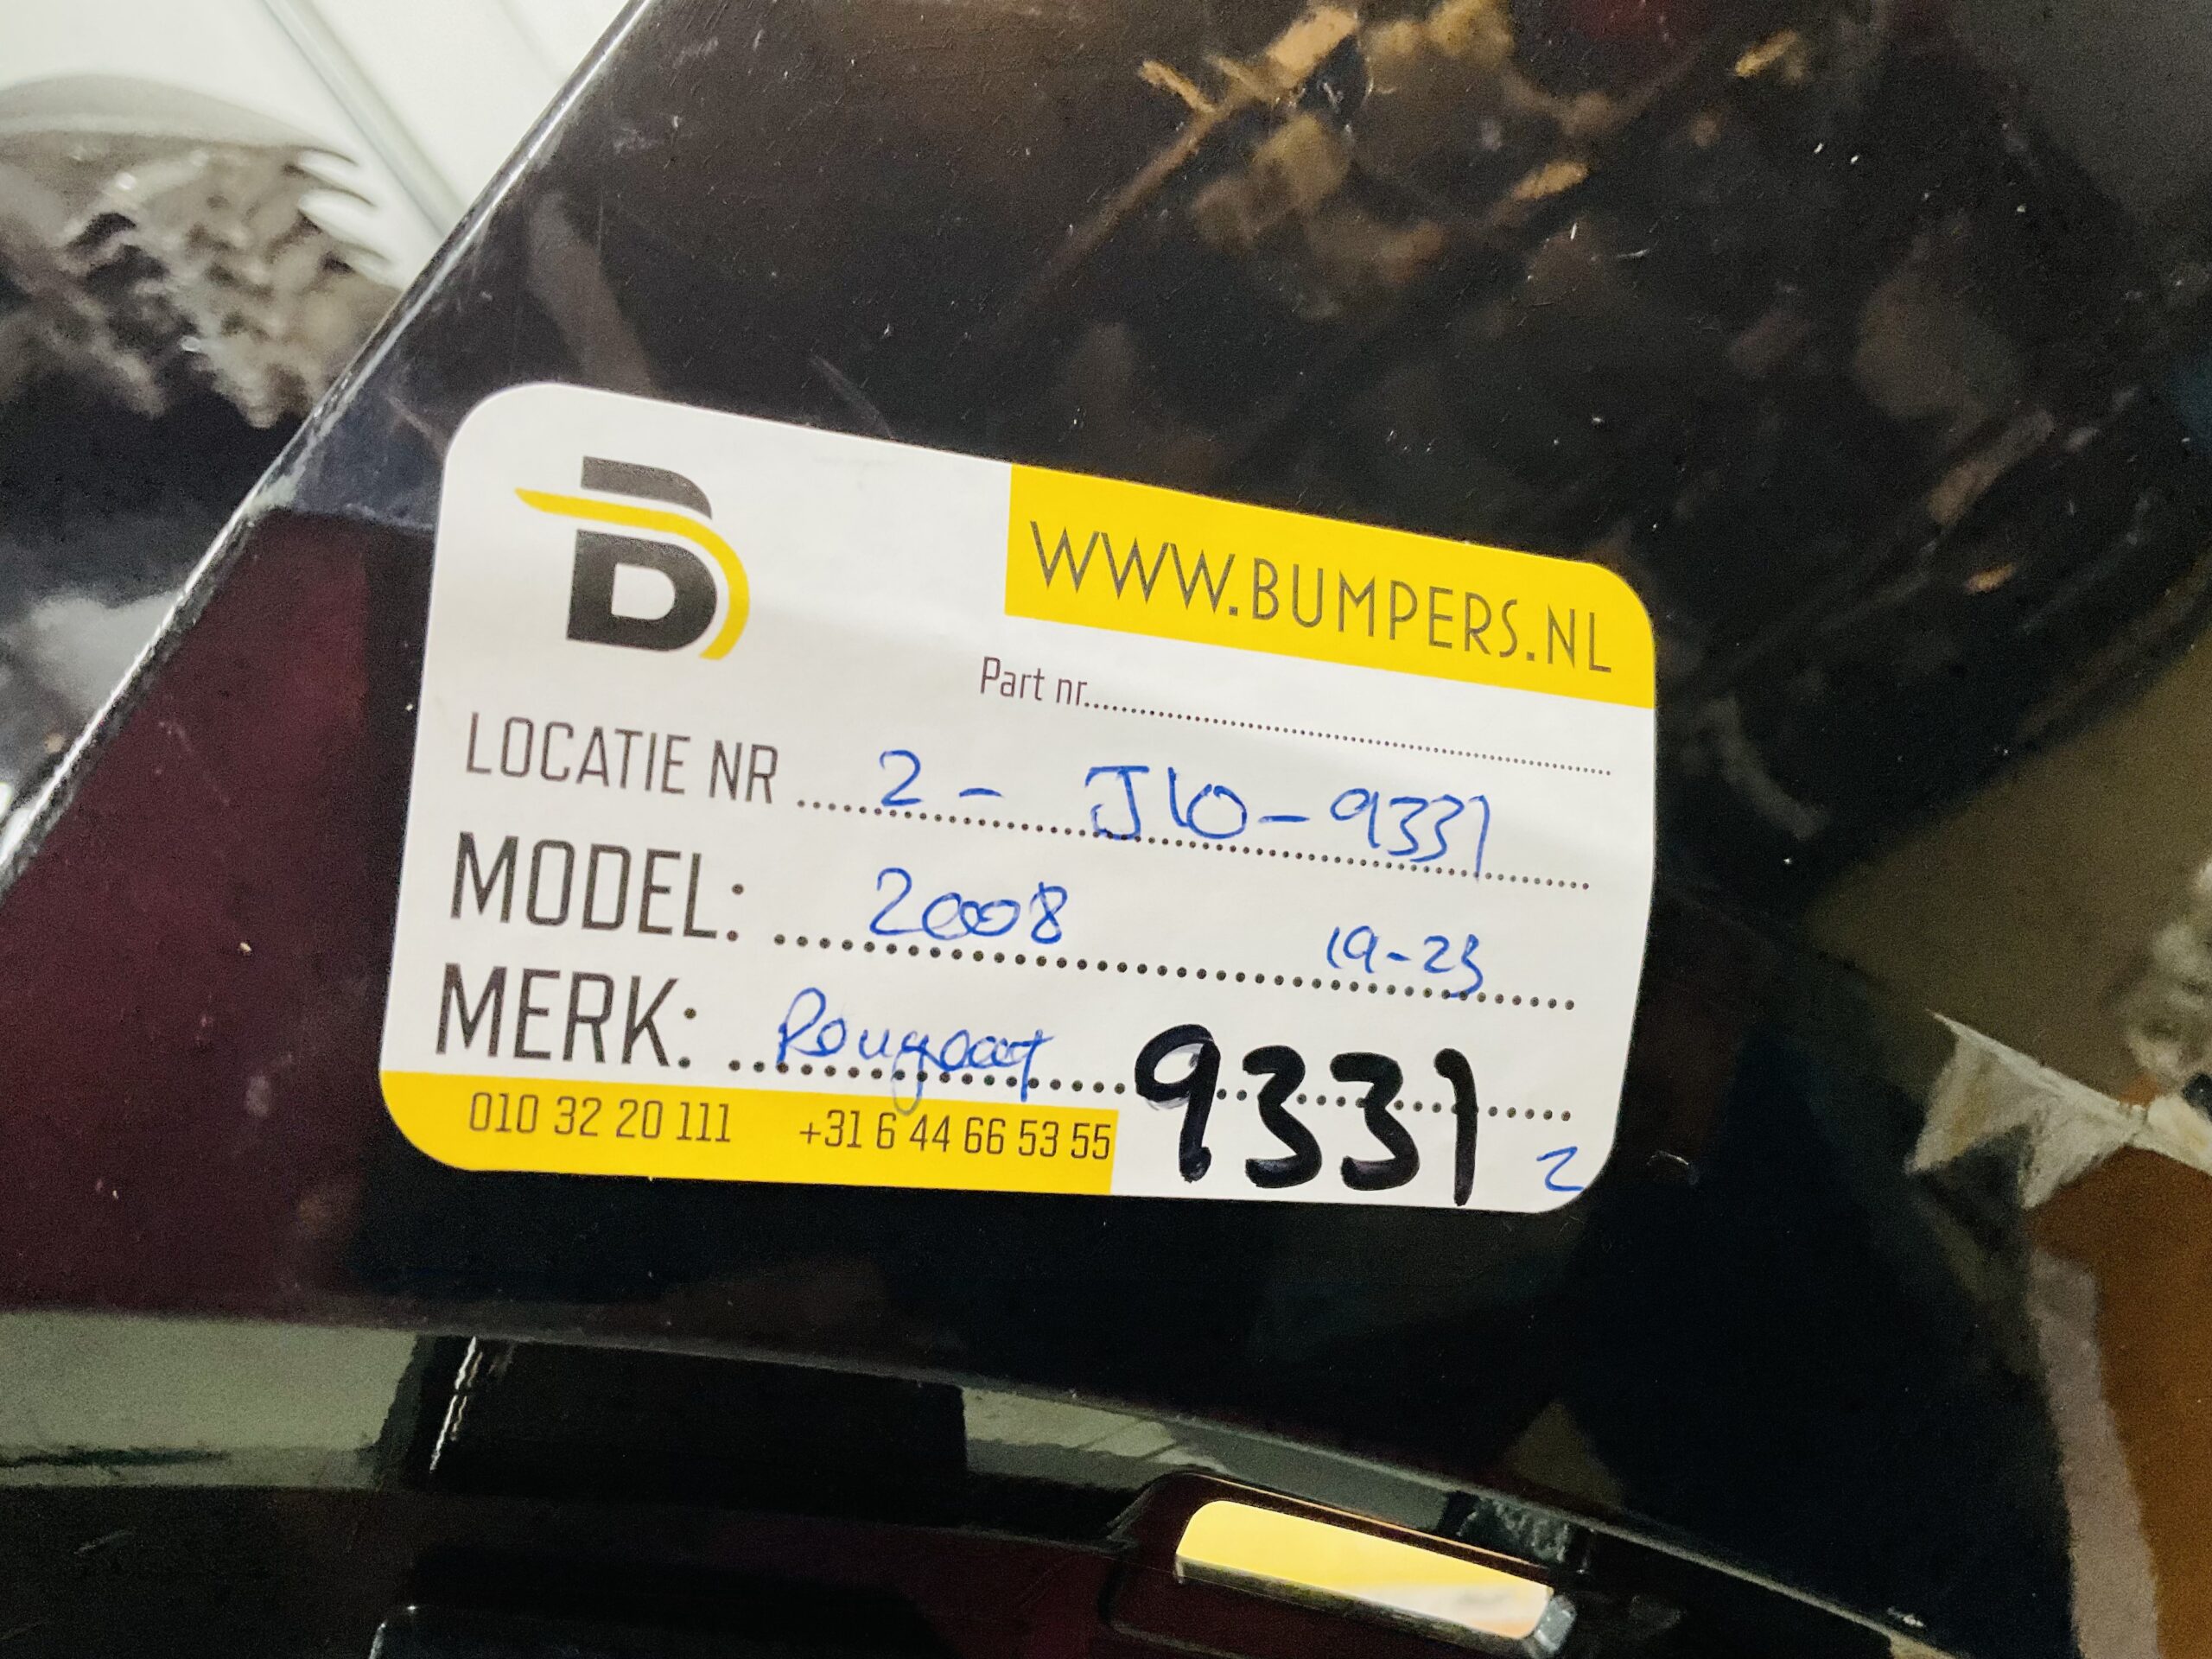 WWW.BUMPERS.NL
Part nr.
LOCATIE NR 2 - J10 - 9331
MODEL: 2008 19-23
MERK: Peugeot 9331
010 32 20 111 +31 6 44 66 53 55 2